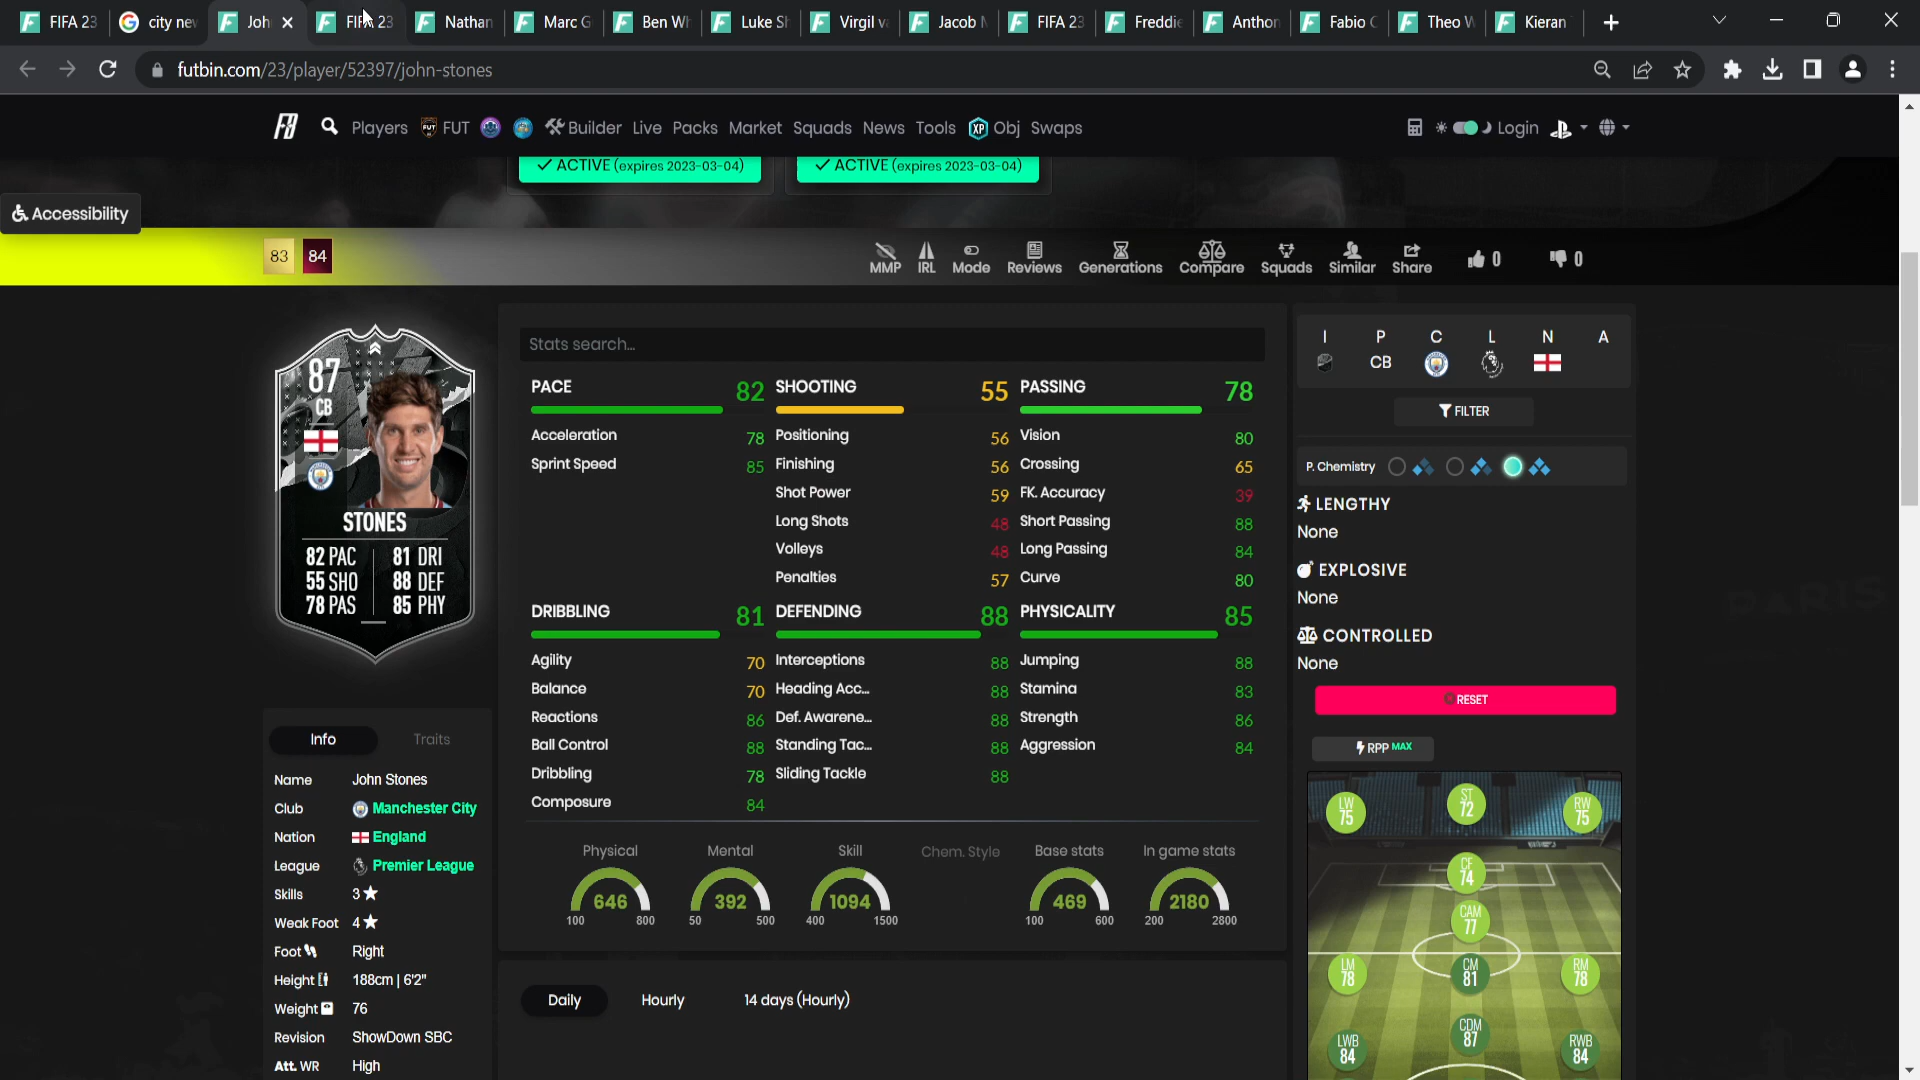 FIFA 23
city ne
Joh
FIFA 23
Nathan
Marc G
Ben Wh
Luke Sh
Virgil v
Jacob
FIFA 23
Freddie
Anthon
Fabio C
Theo W
Kieran
futbin.com/23/player/52397/john-stones
Players FUT Builder Live Packs Market Squads News Tools XP Obj Swaps Login
ACTIVE (expires 2023-03-04) ACTIVE (expires 2023-03-04)
Accessibility
83 84
MMP IRL Mode Reviews Generations Compare Squads Similar Share 0 0
87
CB
STONES
82 PAC 81 DRI
55 SHO 88 DEF
78 PAS 85 PHY
Stats search...
PACE 82 SHOOTING 55 PASSING 78
Acceleration 78 Positioning 56 Vision 80
Sprint Speed 85 Finishing 56 Crossing 65
Shot Power 59 FK. Accuracy 39
Long Shots 48 Short Passing 88
Volleys 48 Long Passing 84
Penalties 57 Curve 80
DRIBBLING 81 DEFENDING 88 PHYSICALITY 85
Agility 70 Interceptions 88 Jumping 88
Balance 70 Heading Acc... 88 Stamina 83
Reactions 86 Def. Awarene... 88 Strength 86
Ball Control 88 Standing Tac... 88 Aggression 84
Dribbling 78 Sliding Tackle 88
Composure 84
Physical Mental Skill Chem. Style Base stats In game stats
646 392 1094 469 2180
100 800 50 500 400 1500 100 600 200 2800
Daily Hourly 14 days (Hourly)
Info Traits
Name John Stones
Club Manchester City
Nation England
League Premier League
Skills 3
Weak Foot 4
Foot Right
Height 188cm | 6'2"
Weight 76
Revision ShowDown SBC
Att. WR High
I P C L N A
CB
FILTER
P. Chemistry
LENGTHY
None
EXPLOSIVE
None
CONTROLLED
None
RESET
RPP MAX
LW 75
ST 72
RW 75
CF 74
CAM 77
LM 78
CM 81
RM 78
LWB 84
CDM 87
RWB 84
PARIS